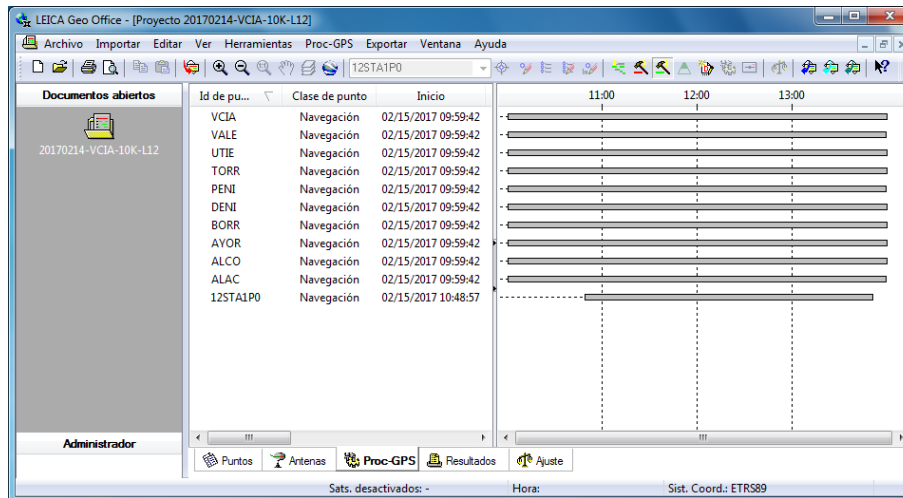 LEICA Geo Office - [Proyecto 20170214-VCIA-10K-L12]
Archivo Importar Editar Ver Herramientas Proc-GPS Exportar Ventana Ayuda
12STA1P0
Documentos abiertos
20170214-VCIA-10K-L12
Administrador
Id de pu... Clase de punto Inicio 11:00 12:00 13:00
VCIA Navegación 02/15/2017 09:59:42
VALE Navegación 02/15/2017 09:59:42
UTIE Navegación 02/15/2017 09:59:42
TORR Navegación 02/15/2017 09:59:42
PENI Navegación 02/15/2017 09:59:42
DENI Navegación 02/15/2017 09:59:42
BORR Navegación 02/15/2017 09:59:42
AYOR Navegación 02/15/2017 09:59:42
ALCO Navegación 02/15/2017 09:59:42
ALAC Navegación 02/15/2017 09:59:42
12STA1P0 Navegación 02/15/2017 10:48:57
Puntos Antenas Proc-GPS Resultados Ajuste
Sats. desactivados: - Hora: Sist. Coord.: ETRS89